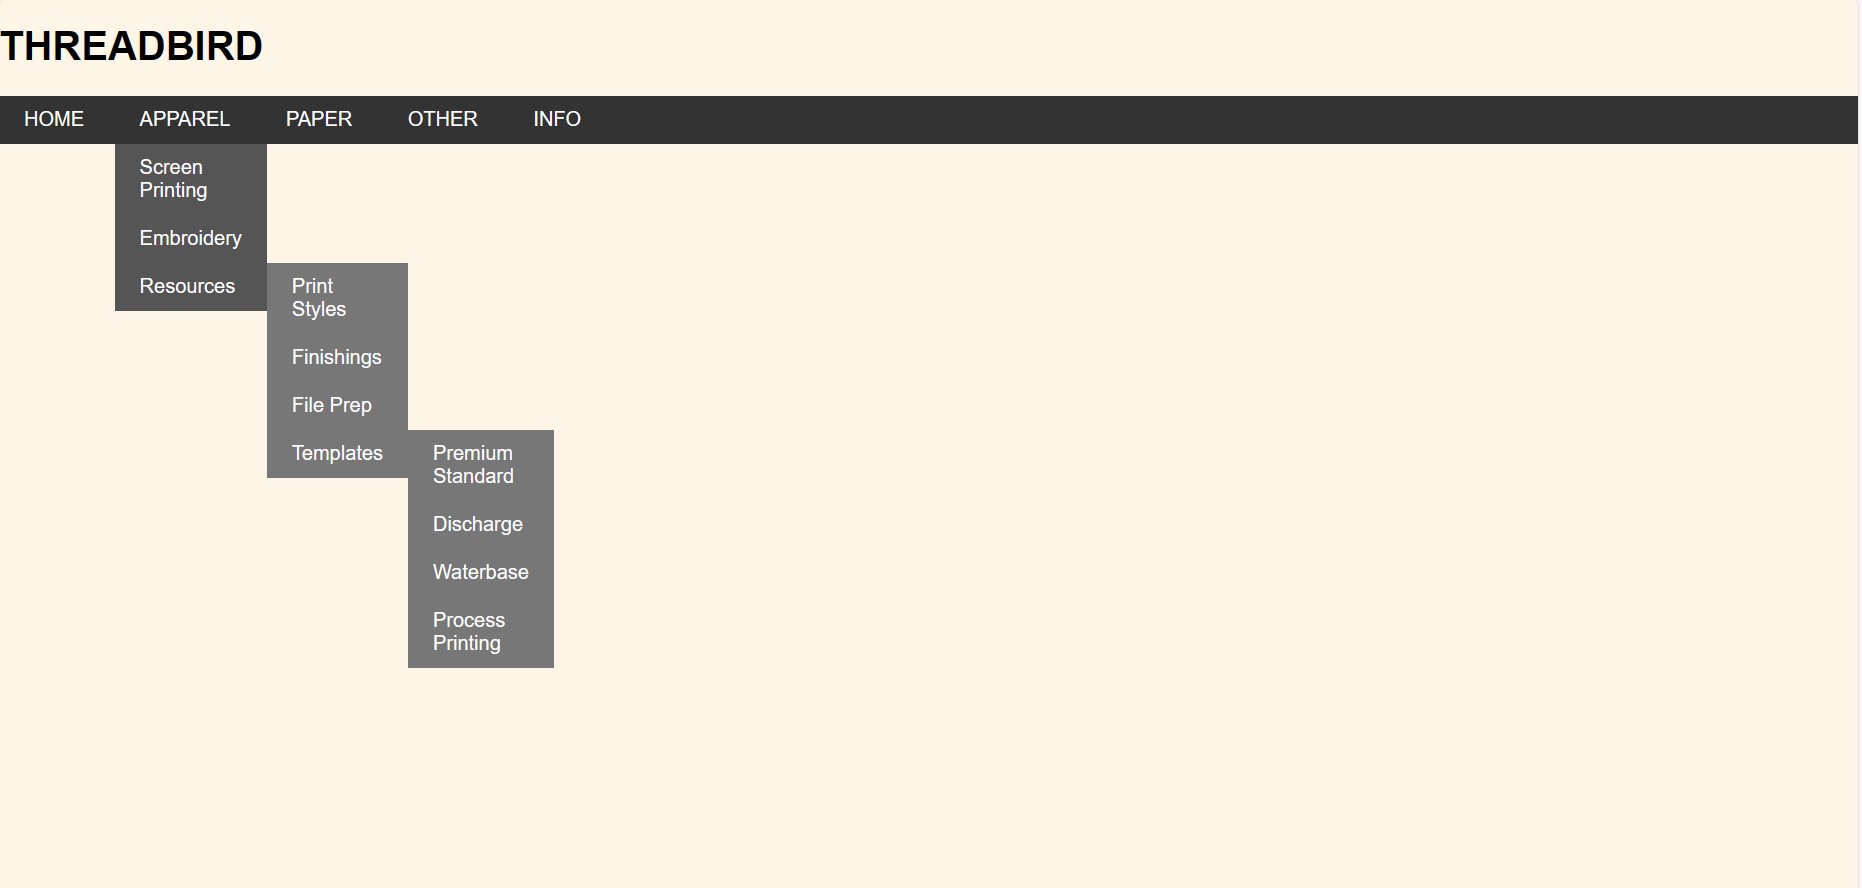 THREADBIRD
HOME APPAREL PAPER OTHER INFO
Screen
Printing
Embroidery
Resources
Print
Styles
Finishings
File Prep
Templates
Premium
Standard
Discharge
Waterbase
Process
Printing